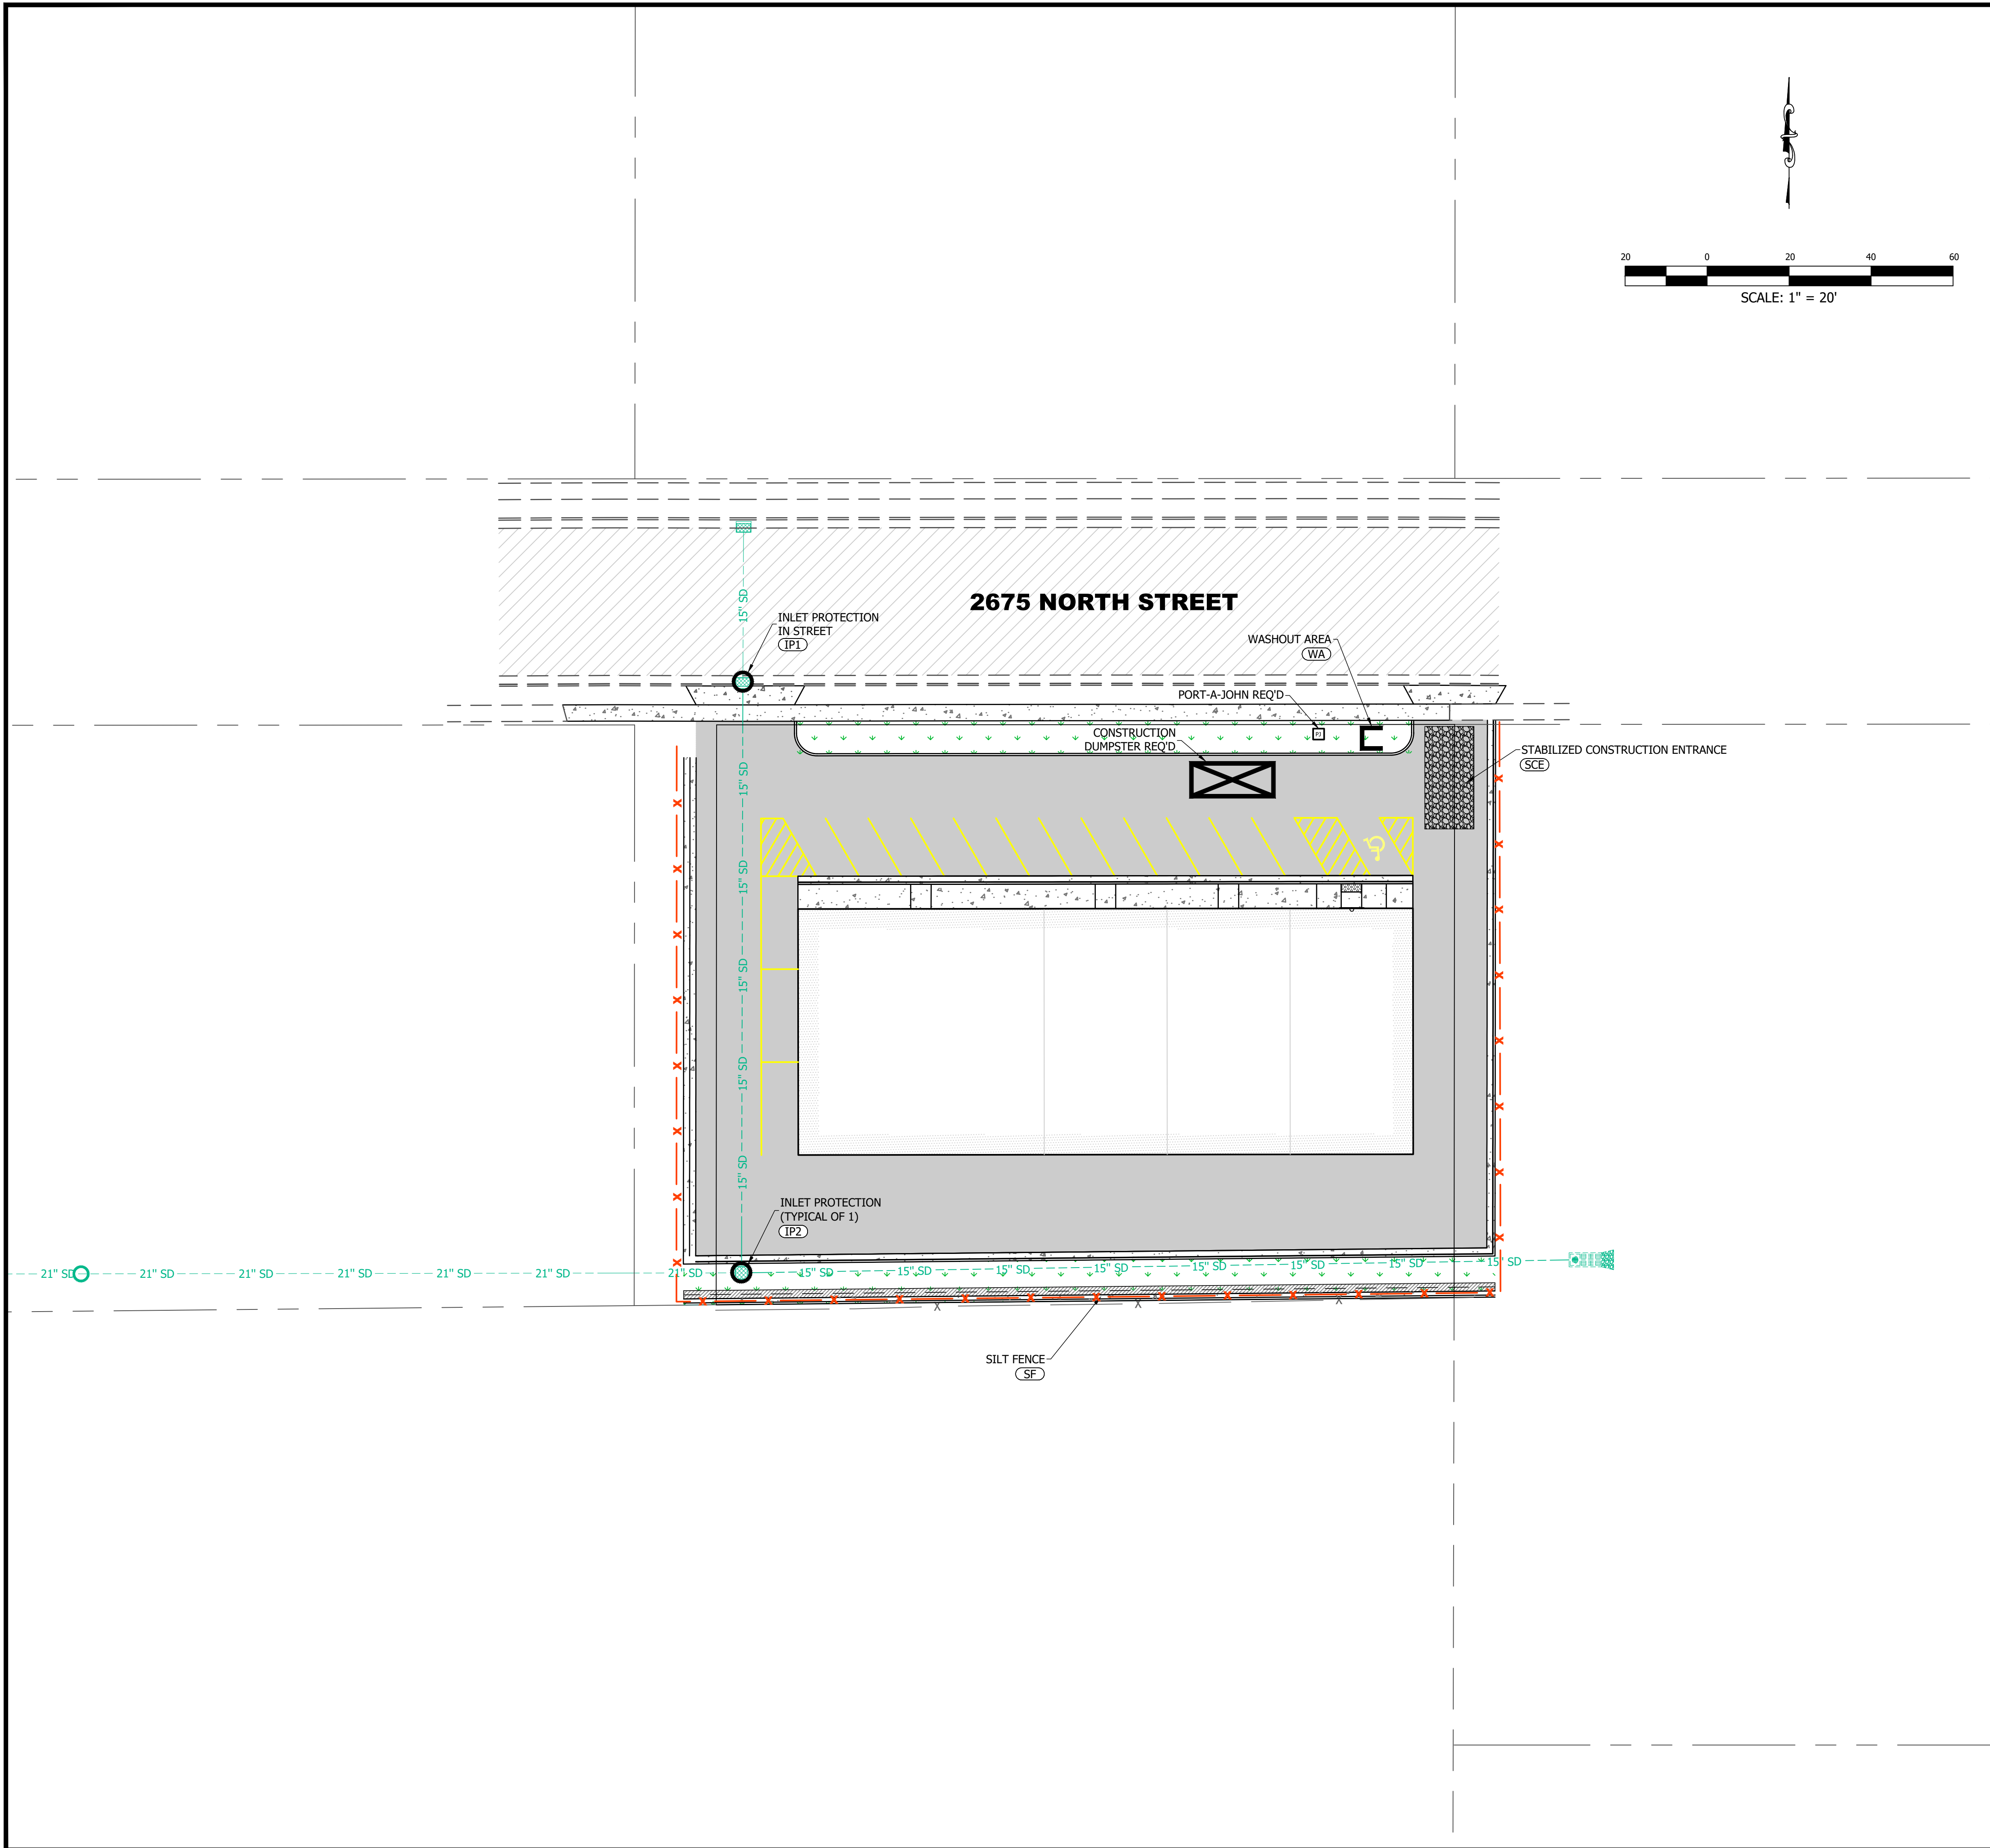 20 0 20 40 60
SCALE: 1" = 20'
15" SD
2675 NORTH STREET
INLET PROTECTION
IN STREET
IP1
WASHOUT AREA
WA
PORT-A-JOHN REQ'D
PJ
CONSTRUCTION
DUMPSTER REQ'D
STABILIZED CONSTRUCTION ENTRANCE
SCE
15" SD
15" SD
15" SD
15" SD
15" SD
INLET PROTECTION
(TYPICAL OF 1)
IP2
21" SD 21" SD 21" SD 21" SD 21" SD 21" SD 21" SD 15" SD 15" SD 15" SD 15" SD 15" SD 15" SD 15" SD 15" SD
SILT FENCE
SF